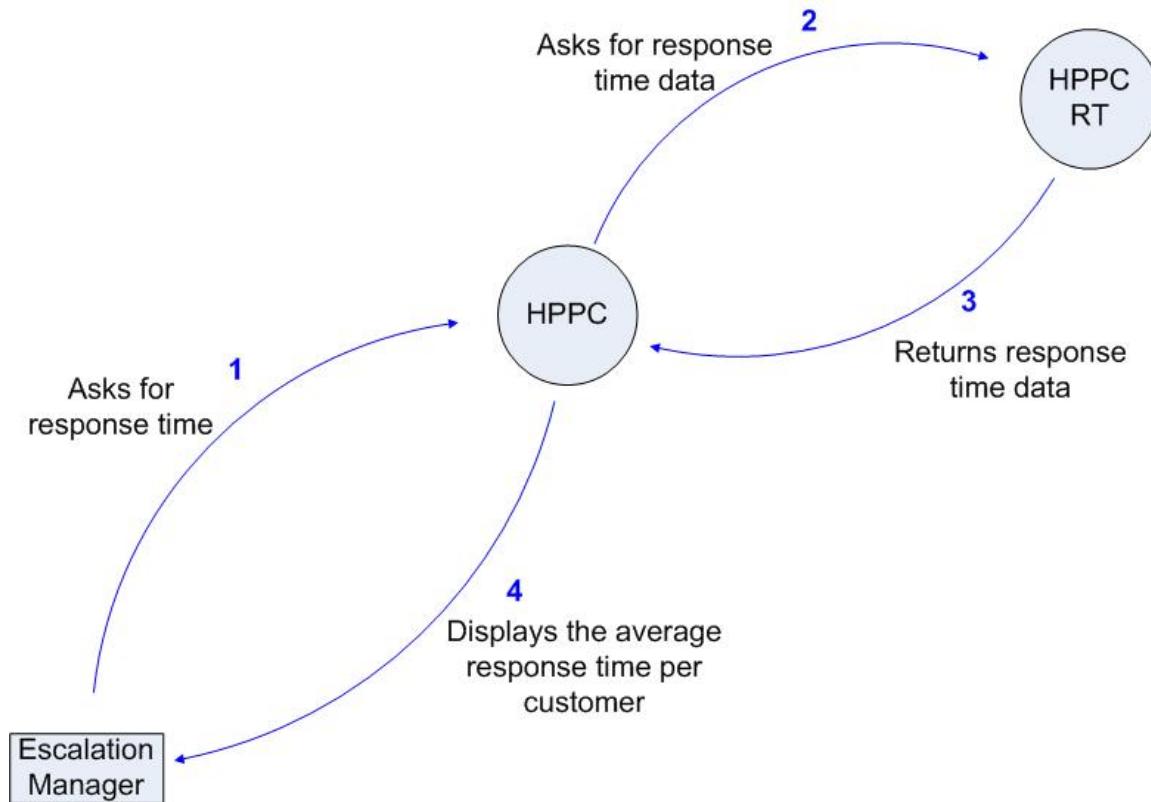 2
Asks for response
time data
HPPC
RT
HPPC
3
Returns response
time data
1
Asks for
response time
4
Displays the average
response time per
customer
Escalation
Manager